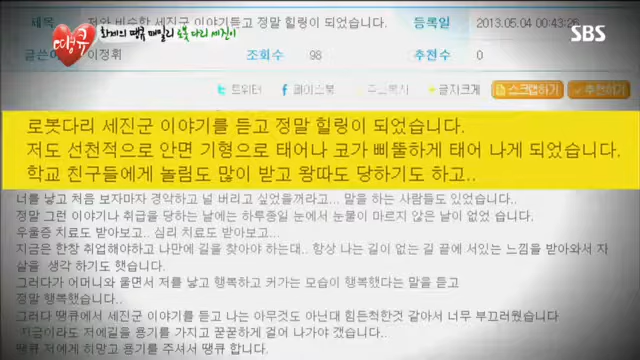 땡큐 화제의 땡큐 패밀리 로봇 다리 세진이
SBS
제목 저와 비슷한 세진군 이야기듣고 정말 힐링이 되었습니다. 등록일 2013.05.04 00:43:26
글쓴이 이정휘 조회수 98 추천수 0
트위터 페이스북 주소복사 글자크게 스크랩하기 추천하기
로봇다리 세진군 이야기를 듣고 정말 힐링이 되었습니다.
저도 선천적으로 안면 기형으로 태어나 코가 삐뚤하게 태어 나게 되었습니다.
학교 친구들에게 놀림도 많이 받고 왕따도 당하기도 하고..
너를 낳고 처음 보자마자 경악하고 널 버리고 싶었을꺼라고... 말을 하는 사람들도 있었습니다..
정말 그런 이야기나 취급을 당하는 날에는 하루종일 눈에서 눈물이 마르지 않은 날이 없었 습니다.
우울증 치료도 받아보고.. 심리 치료도 받아보고...
지금은 한창 취업해야하고 나만에 길을 찾아야 하는대.. 항상 나는 길이 없는 길 끝에 서있는 느낌을 받아와서 자
살을 생각 하기도 했습니다.
그러다가 어머니와 울면서 저를 낳고 행복하고 커가는 모습이 행복했다는 말을 듣고
정말 행복했습니다..
그러다 땡큐에서 세진군 이야기를 듣고 나는 아무것도 아닌대 힘든척한것 같아서 너무 부끄러웠습니다
지금이라도 저에길을 용기를 가지고 꾿꾿하게 걸어 나가야 갰습니다..
땡큐 저에게 희망과 용기를 주셔서 땡큐 합니다.